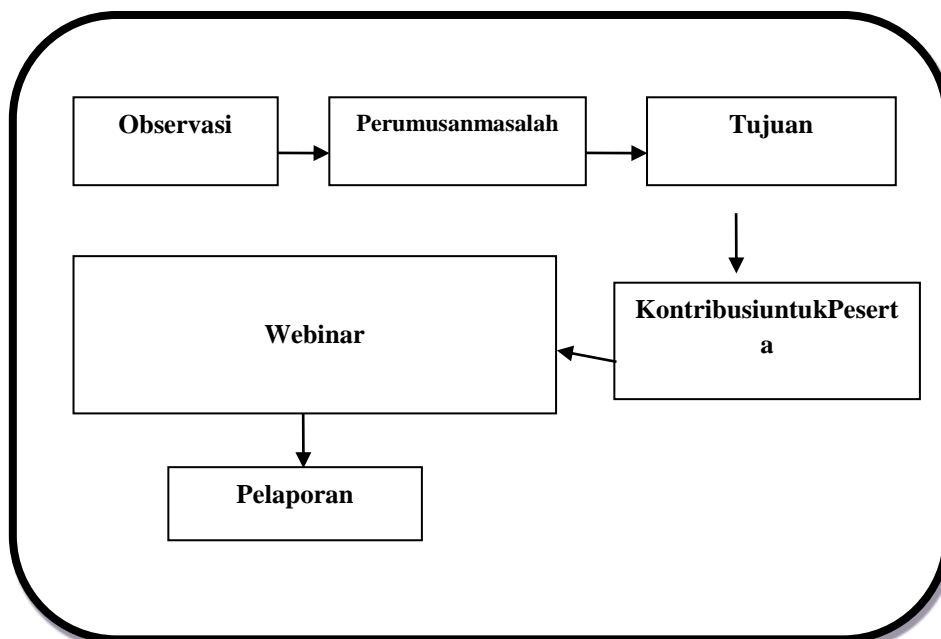 Observasi
Perumusanmasalah
Tujuan
KontribusiuntukPesert
a
Webinar
Pelaporan